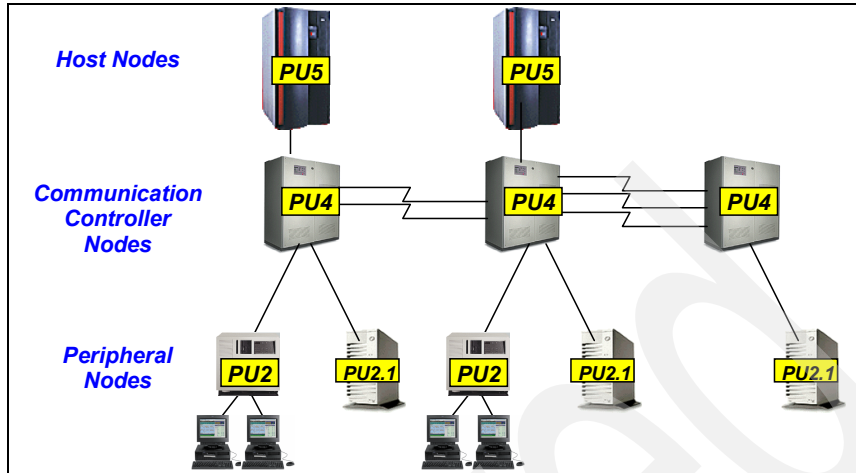 Host Nodes
PU5
PU5
Communication
Controller
Nodes
PU4
PU4
PU4
Peripheral
Nodes
PU2
PU2.1
PU2
PU2.1
PU2.1